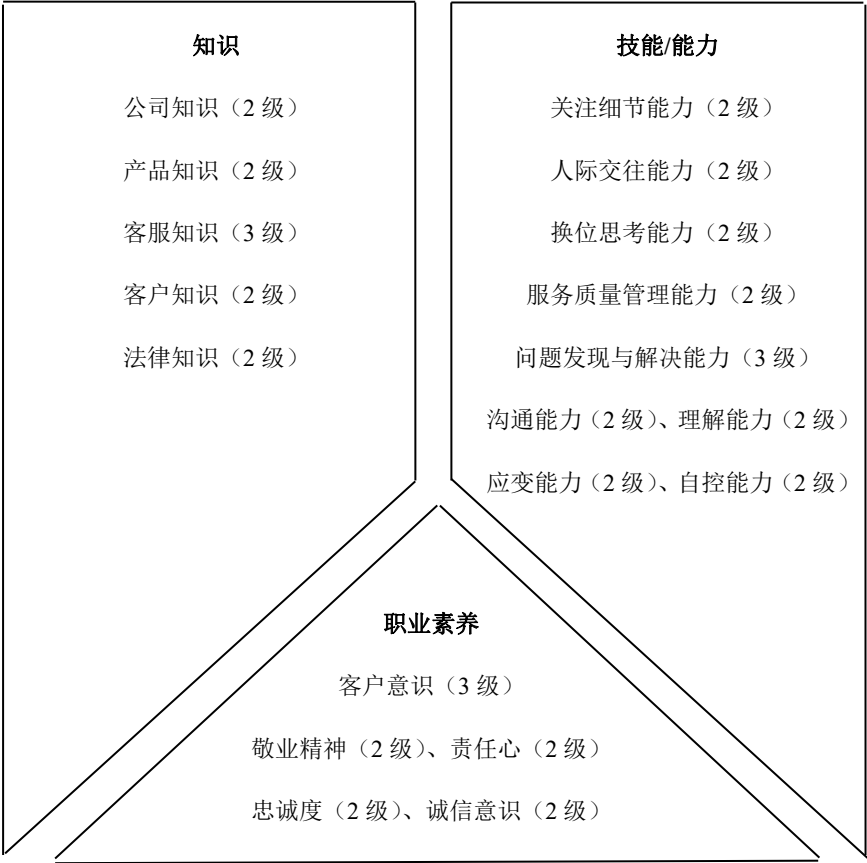 知识
公司知识（2 级）
产品知识（2 级）
客服知识（3 级）
客户知识（2 级）
法律知识（2 级）
技能/能力
关注细节能力（2 级）
人际交往能力（2 级）
换位思考能力（2 级）
服务质量管理能力（2 级）
问题发现与解决能力（3 级）
沟通能力（2 级）、理解能力（2 级）
应变能力（2 级）、自控能力（2 级）
职业素养
客户意识（3 级）
敬业精神（2 级）、责任心（2 级）
忠诚度（2 级）、诚信意识（2 级）